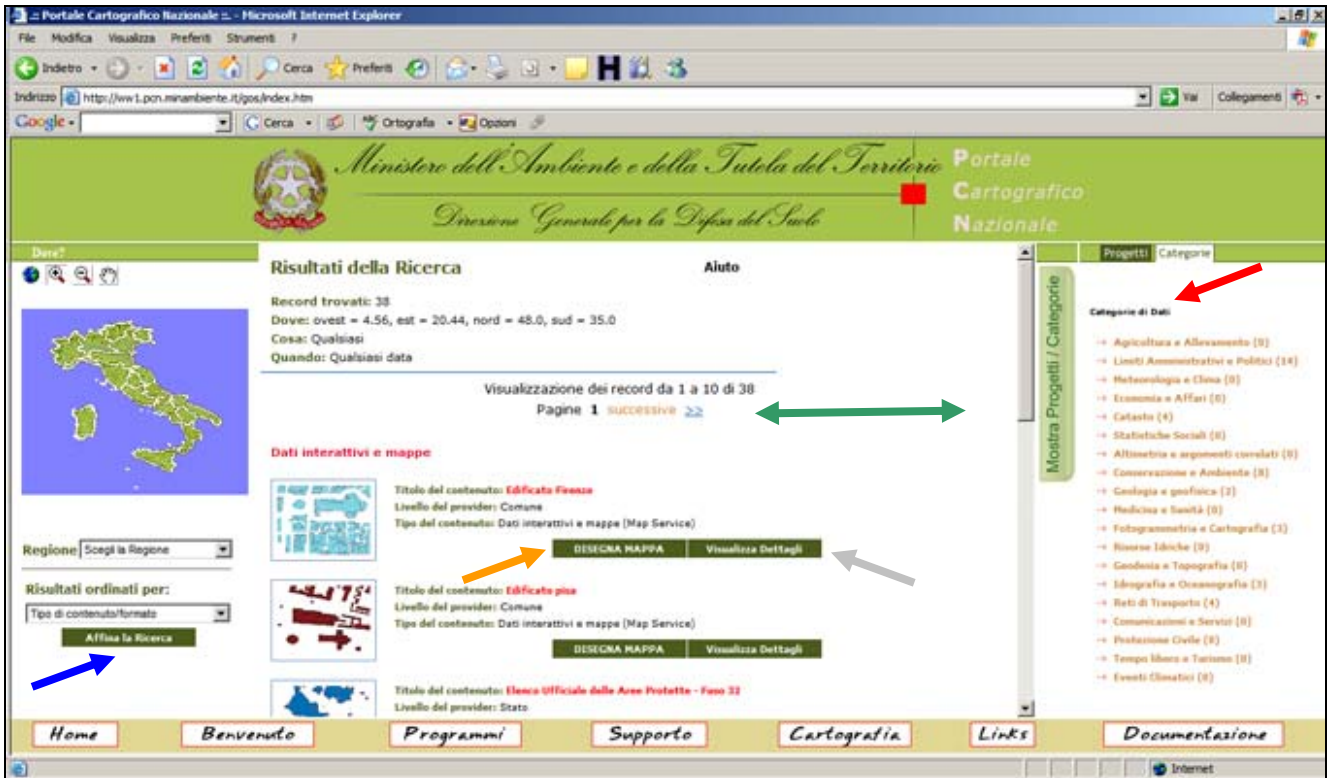 .:: Portale Cartografico Nazionale ::. - Microsoft Internet Explorer
File Modifica Visualizza Preferiti Strumenti ?
Indietro Cerca Preferiti
Indirizzo http://ww1.pcn.minambiente.it/gos/index.htm Vai Collegamenti
Google Cerca Ortografia Opzioni
Ministero dell'Ambiente e della Tutela del Territorio
Direzione Generale per la Difesa del Suolo
Portale
Cartografico
Nazionale
Dove?
Regione Scegli la Regione
Risultati ordinati per:
Tipo di contenuto/formato
Affina la Ricerca
Risultati della Ricerca Aiuto
Record trovati: 38
Dove: ovest = 4.56, est = 20.44, nord = 48.0, sud = 35.0
Cosa: Qualsiasi
Quando: Qualsiasi data
Visualizzazione dei record da 1 a 10 di 38
Pagine 1 successive >>
Dati interattivi e mappe
Titolo del contenuto: Edificato Firenze
Livello del provider: Comune
Tipo del contenuto: Dati interattivi e mappe (Map Service)
DISEGNA MAPPA Visualizza Dettagli
Titolo del contenuto: Edificato pisa
Livello del provider: Comune
Tipo del contenuto: Dati interattivi e mappe (Map Service)
DISEGNA MAPPA Visualizza Dettagli
Titolo del contenuto: Elenco Ufficiale delle Aree Protette - Fuso 32
Livello del provider: Stato
Mostra Progetti / Categorie
Progetti Categorie
Categorie di Dati
Agricoltura e Allevamento (0)
Limiti Amministrativi e Politici (14)
Meteorologia e Clima (0)
Economia e Affari (0)
Catasto (4)
Statistiche Sociali (0)
Altimetria e argomenti correlati (0)
Conservazione e Ambiente (8)
Geologia e geofisica (2)
Medicina e Sanità (0)
Fotogrammetria e Cartografia (3)
Risorse Idriche (0)
Geodesia e Topografia (0)
Idrografia e Oceanografia (3)
Reti di Trasporto (4)
Comunicazioni e Servizi (0)
Protezione Civile (0)
Tempo libero e Turismo (0)
Eventi Climatici (0)
Home Benvenuto Programmi Supporto Cartografia Links Documentazione
Internet